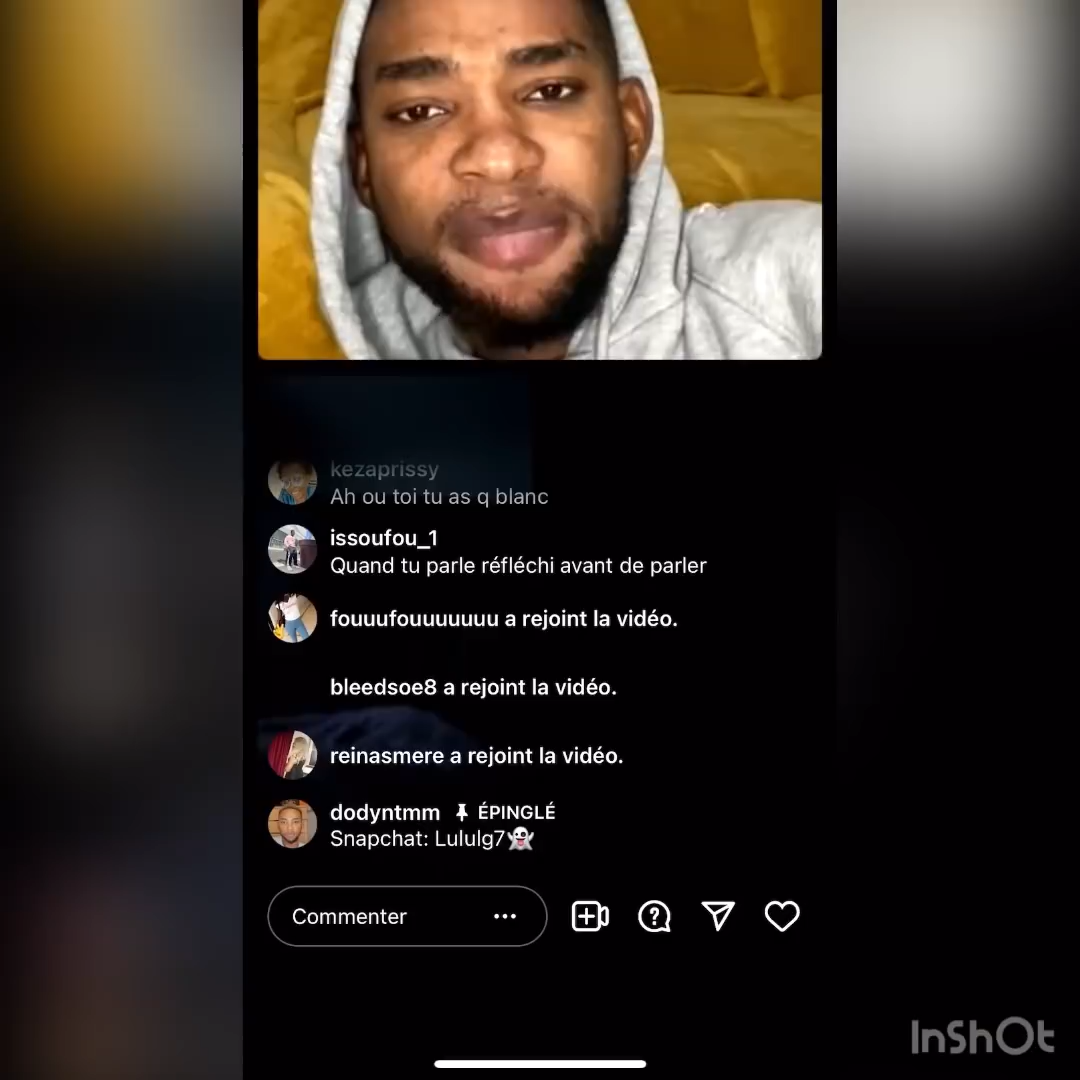 kezaprissy
Ah ou toi tu as q blanc
issoufou_1
Quand tu parle réfléchi avant de parler
fouuufouuuuuuu a rejoint la vidéo.
bleedsoe8 a rejoint la vidéo.
reinasmere a rejoint la vidéo.
dodyntmm ÉPINGLÉ
Snapchat: Lululg7👻
Commenter
InShOt